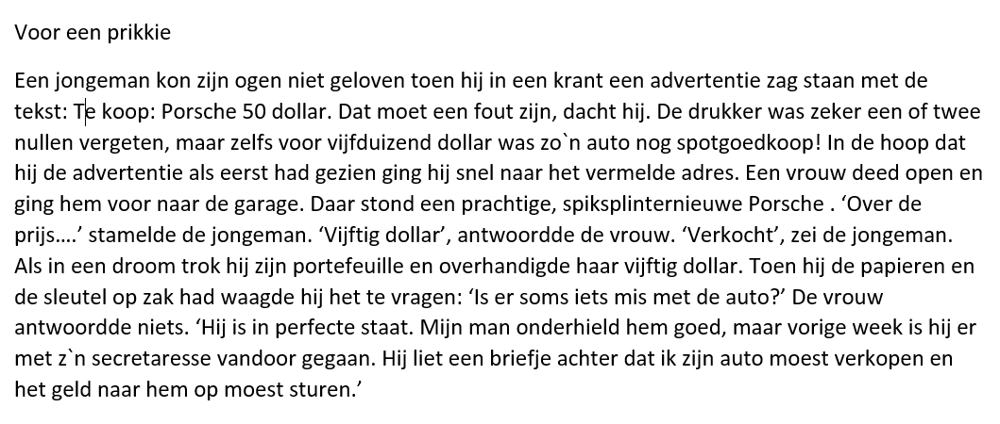 Voor een prikkie
Een jongeman kon zijn ogen niet geloven toen hij in een krant een advertentie zag staan met de
tekst: Te koop: Porsche 50 dollar. Dat moet een fout zijn, dacht hij. De drukker was zeker een of twee
nullen vergeten, maar zelfs voor vijfduizend dollar was zo`n auto nog spotgoedkoop! In de hoop dat
hij de advertentie als eerst had gezien ging hij snel naar het vermelde adres. Een vrouw deed open en
ging hem voor naar de garage. Daar stond een prachtige, spiksplinternieuwe Porsche . ‘Over de
prijs….’ stamelde de jongeman. ‘Vijftig dollar’, antwoordde de vrouw. ‘Verkocht’, zei de jongeman.
Als in een droom trok hij zijn portefeuille en overhandigde haar vijftig dollar. Toen hij de papieren en
de sleutel op zak had waagde hij het te vragen: ‘Is er soms iets mis met de auto?’ De vrouw
antwoordde niets. ‘Hij is in perfecte staat. Mijn man onderhield hem goed, maar vorige week is hij er
met z`n secretaresse vandoor gegaan. Hij liet een briefje achter dat ik zijn auto moest verkopen en
het geld naar hem op moest sturen.’